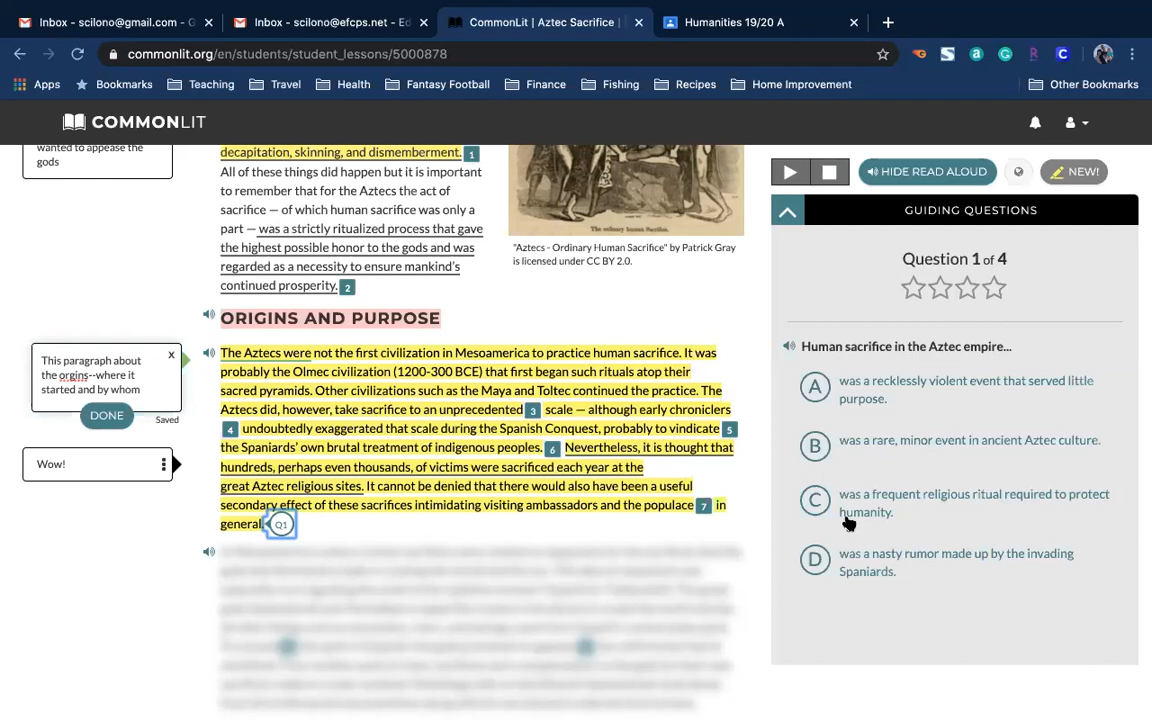 Inbox - scilono@gmail.com - G
Inbox - scilono@efcps.net - Ed
CommonLit | Aztec Sacrifice |
Humanities 19/20 A
commonlit.org/en/students/student_lessons/5000878
Apps
Bookmarks
Teaching
Travel
Health
Fantasy Football
Finance
Fishing
Recipes
Home Improvement
Other Bookmarks
COMMONLIT
wanted to appease the
gods
decapitation, skinning, and dismemberment. 1
All of these things did happen but it is important
to remember that for the Aztecs the act of
sacrifice — of which human sacrifice was only a
part — was a strictly ritualized process that gave
the highest possible honor to the gods and was
regarded as a necessity to ensure mankind's
continued prosperity. 2
The ordinary human Sacrifice.
"Aztecs - Ordinary Human Sacrifice" by Patrick Gray
is licensed under CC BY 2.0.
ORIGINS AND PURPOSE
This paragraph about
the orgins--where it
started and by whom
x
DONE
Saved
Wow!
The Aztecs were not the first civilization in Mesoamerica to practice human sacrifice. It was
probably the Olmec civilization (1200-300 BCE) that first began such rituals atop their
sacred pyramids. Other civilizations such as the Maya and Toltec continued the practice. The
Aztecs did, however, take sacrifice to an unprecedented 3 scale — although early chroniclers
4 undoubtedly exaggerated that scale during the Spanish Conquest, probably to vindicate 5
the Spaniards' own brutal treatment of indigenous peoples. 6 Nevertheless, it is thought that
hundreds, perhaps even thousands, of victims were sacrificed each year at the
great Aztec religious sites. It cannot be denied that there would also have been a useful
secondary effect of these sacrifices intimidating visiting ambassadors and the populace 7 in
general. Q1
HIDE READ ALOUD
NEW!
GUIDING QUESTIONS
Question 1 of 4
Human sacrifice in the Aztec empire...
A was a recklessly violent event that served little
purpose.
B was a rare, minor event in ancient Aztec culture.
C was a frequent religious ritual required to protect
humanity.
D was a nasty rumor made up by the invading
Spaniards.